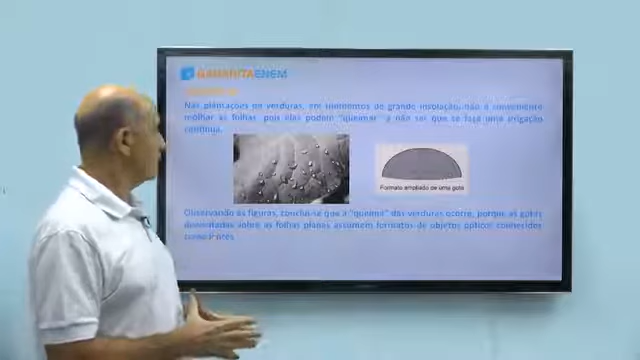 GABARITAENEM
Nas plantações de verduras, em momentos de grande insolação, não é conveniente
molhar as folhas, pois elas podem "queimar" a não ser que se faça uma irrigação
contínua.
Formato ampliado de uma gota
Observando as figuras, conclui-se que a "queima" das verduras ocorre, porque as gotas
depositadas sobre as folhas planas assumem formatos de objetos ópticos conhecidos
como lentes